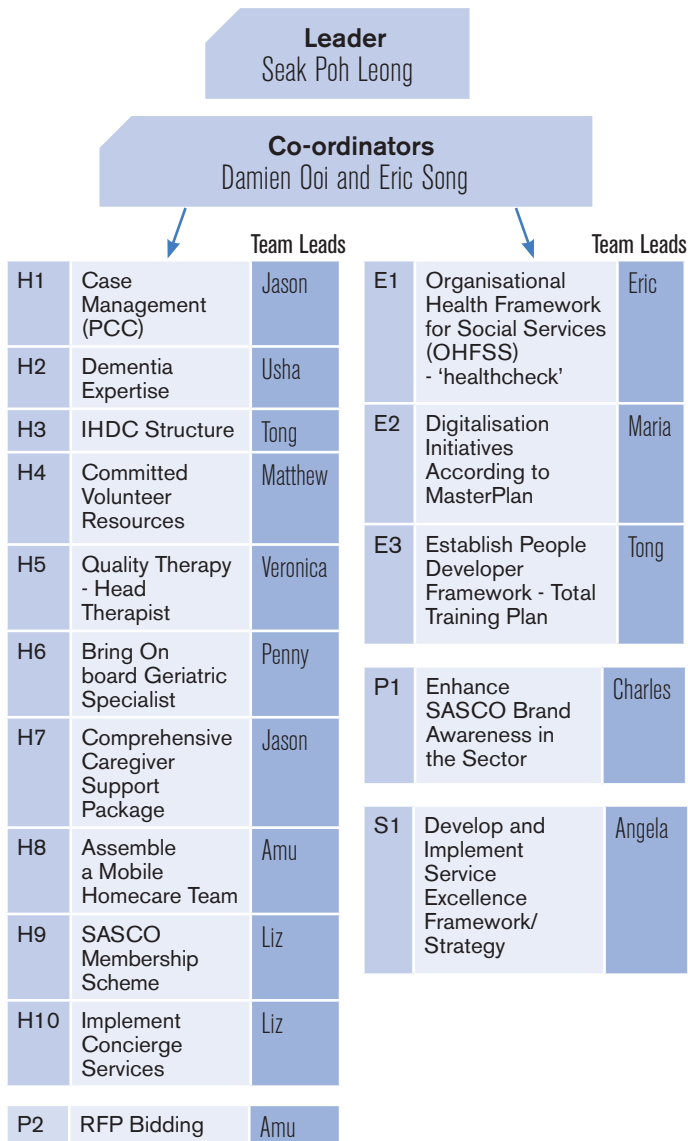 Leader
Seak Poh Leong
Co-ordinators
Damien Ooi and Eric Song
Team Leads
H1 Case Jason
Management
(PCC)
H2 Dementia Usha
Expertise
H3 IHDC Structure Tong
H4 Committed Matthew
Volunteer
Resources
H5 Quality Therapy Veronica
- Head
Therapist
H6 Bring On Penny
board Geriatric
Specialist
H7 Comprehensive Jason
Caregiver
Support
Package
H8 Assemble Amu
a Mobile
Homecare Team
H9 SASCO Liz
Membership
Scheme
H10 Implement Liz
Concierge
Services
P2 RFP Bidding Amu
Team Leads
E1 Organisational Eric
Health Framework
for Social Services
(OHFSS)
- ‘healthcheck’
E2 Digitalisation Maria
Initiatives
According to
MasterPlan
E3 Establish People Tong
Developer
Framework - Total
Training Plan
P1 Enhance Charles
SASCO Brand
Awareness in
the Sector
S1 Develop and Angela
Implement
Service
Excellence
Framework/
Strategy